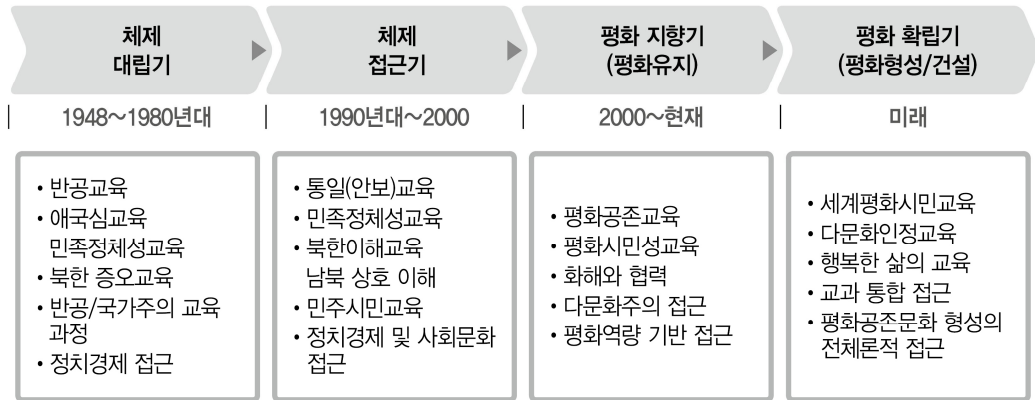 체제
대립기
체제
접근기
평화 지향기
(평화유지)
평화 확립기
(평화형성/건설)
1948~1980년대
1990년대~2000
2000~현재
미래
• 반공교육
• 애국심교육
민족정체성교육
• 북한 증오교육
• 반공/국가주의 교육
과정
• 정치경제 접근
• 통일(안보)교육
• 민족정체성교육
• 북한이해교육
남북 상호 이해
• 민주시민교육
• 정치경제 및 사회문화
접근
• 평화공존교육
• 평화시민성교육
• 화해와 협력
• 다문화주의 접근
• 평화역량 기반 접근
• 세계평화시민교육
• 다문화인정교육
• 행복한 삶의 교육
• 교과 통합 접근
• 평화공존문화 형성의
전체론적 접근